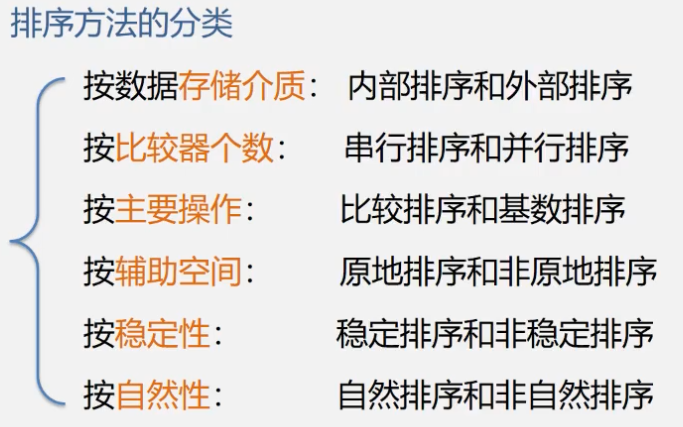 排序方法的分类
按数据存储介质： 内部排序和外部排序
按比较器个数： 串行排序和并行排序
按主要操作： 比较排序和基数排序
按辅助空间： 原地排序和非原地排序
按稳定性： 稳定排序和非稳定排序
按自然性： 自然排序和非自然排序